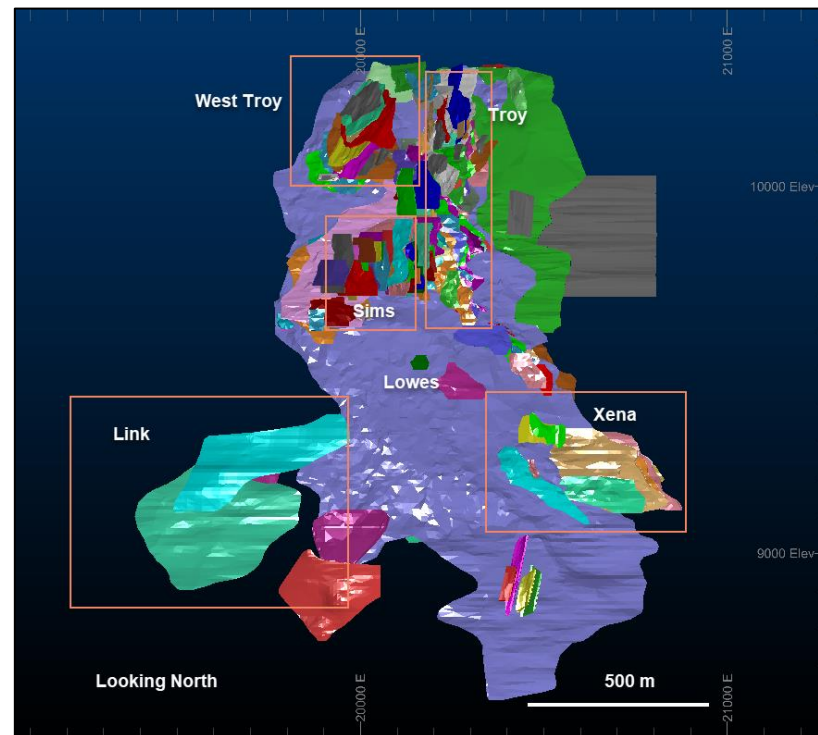 20000 E
21000 E
West Troy
Troy
10000 Elev
Sims
Lowes
Link
Xena
9000 Elev
Looking North
500 m
20000 E
21000 E